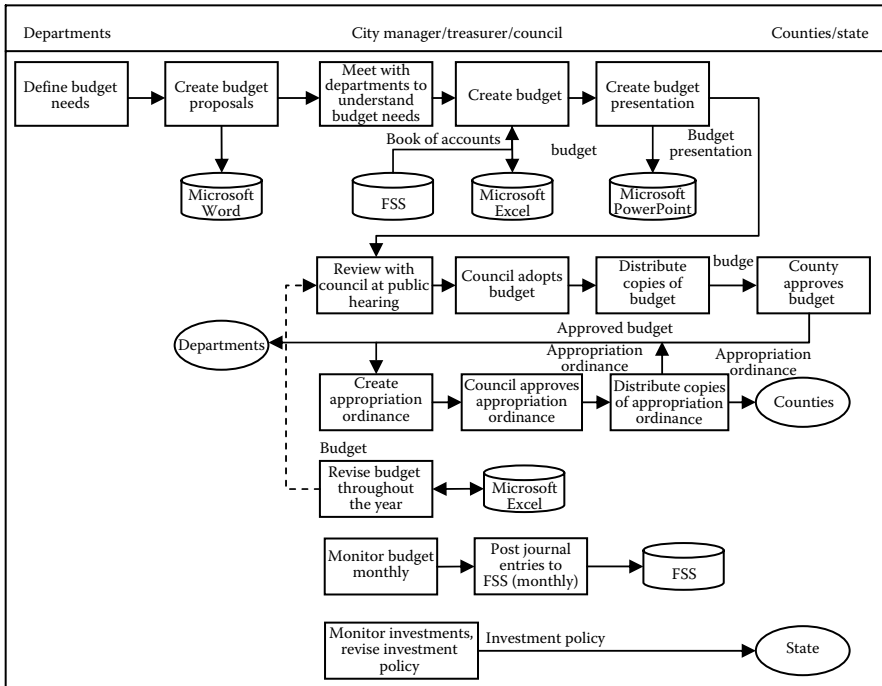 Departments
City manager/treasurer/council
Counties/state
Define budget
needs
Create budget
proposals
Meet with
departments to
understand
budget needs
Create budget
Create budget
presentation
Book of accounts
budget
Budget
presentation
Microsoft
Word
FSS
Microsoft
Excel
Microsoft
PowerPoint
Review with
council at public
hearing
Council adopts
budget
Distribute
copies of
budget
budge
County
approves
budget
Approved budget
Departments
Appropriation
ordinance
Appropriation
ordinance
Create
appropriation
ordinance
Council approves
appropriation
ordinance
Distribute copies
of appropriation
ordinance
Counties
Budget
Revise budget
throughout
the year
Microsoft
Excel
Monitor budget
monthly
Post journal
entries to
FSS (monthly)
FSS
Monitor investments,
revise investment
policy
Investment policy
State